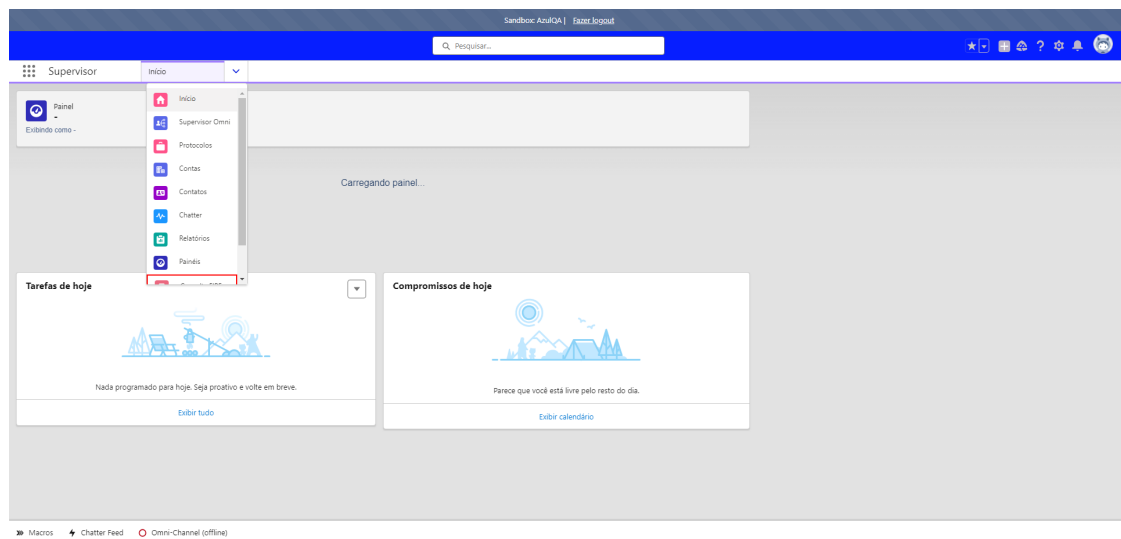 Sandbox: AzulQA | Fazer logout
Pesquisar...
Supervisor
Início
Início
Supervisor Omni
Protocolos
Contas
Contatos
Chatter
Relatórios
Painéis
Painel
-
Exibindo como -
Carregando painel...
Tarefas de hoje
Nada programado para hoje. Seja proativo e volte em breve.
Exibir tudo
Compromissos de hoje
Parece que você está livre pelo resto do dia.
Exibir calendário
Macros
Chatter Feed
Omni-Channel (offline)